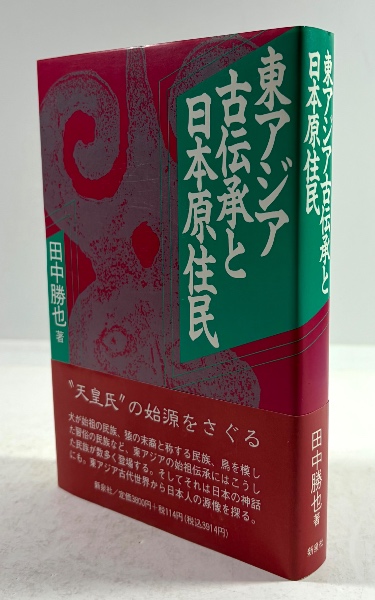 東アジア
古伝承と
日本原住民
田中勝也 著
"天皇氏"の始源をさぐる
犬が始祖の民族、猿の末裔と称する民族、鳥を模し
た習俗の民族など、東アジアの始祖伝承にはこうし
た民族が数多く登場する。そしてそれは日本の神話
にも。東アジア古代世界から日本人の源像を探る。
新泉社/定価3800円+税114円(税込3914円)
東アジア古伝承と
日本原住民
田中勝也 著
新泉社